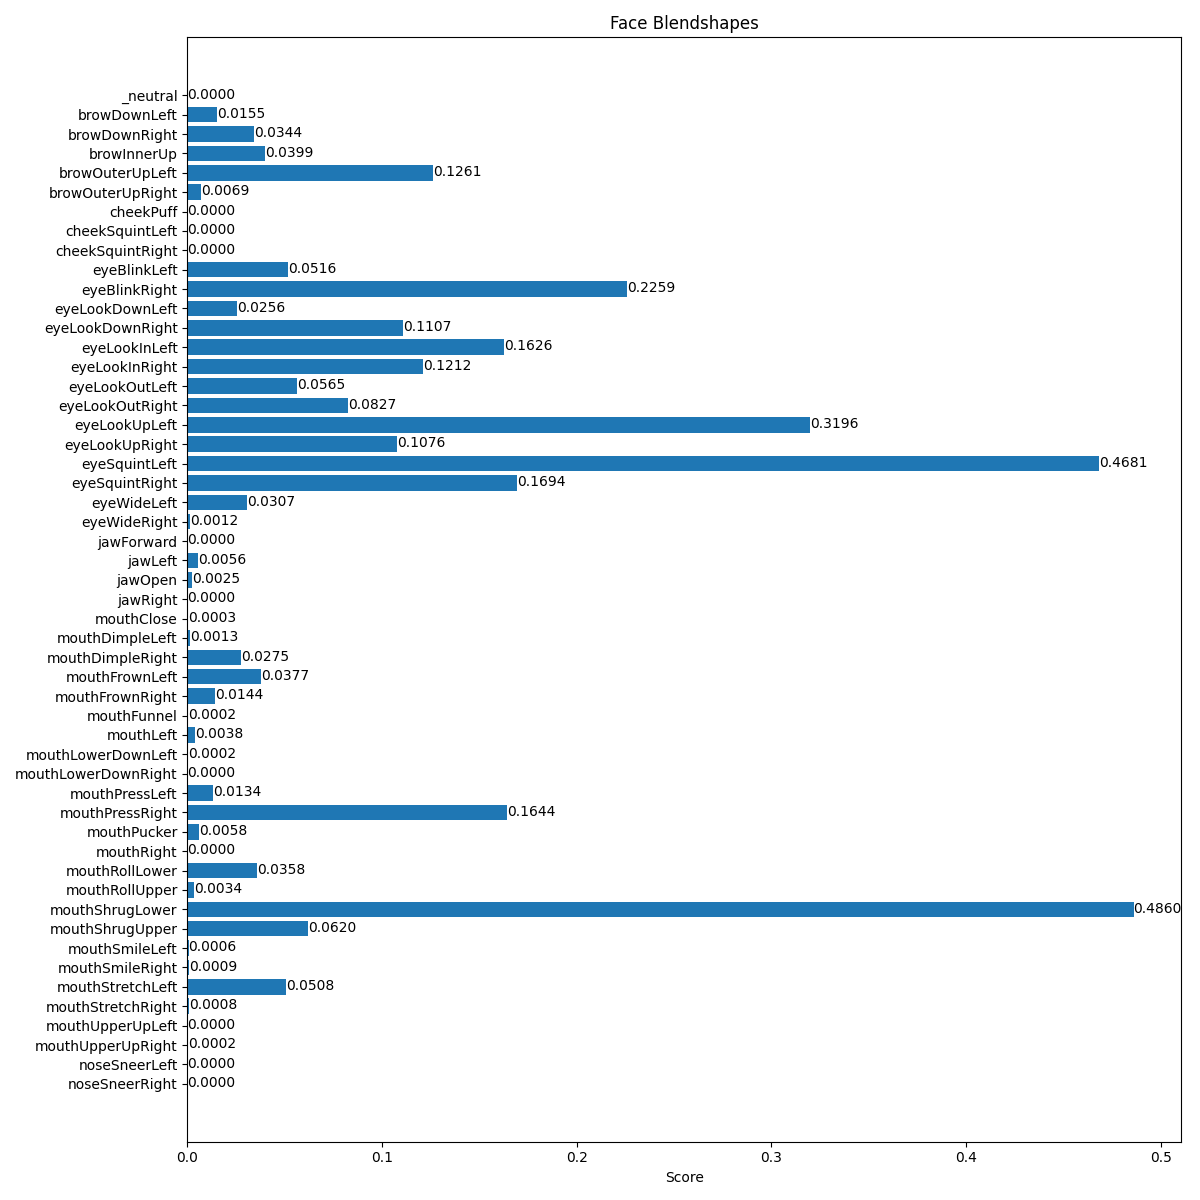 Face Blendshapes
_neutral 0.0000
browDownLeft 0.0155
browDownRight 0.0344
browInnerUp 0.0399
browOuterUpLeft 0.1261
browOuterUpRight 0.0069
cheekPuff 0.0000
cheekSquintLeft 0.0000
cheekSquintRight 0.0000
eyeBlinkLeft 0.0516
eyeBlinkRight 0.2259
eyeLookDownLeft 0.0256
eyeLookDownRight 0.1107
eyeLookInLeft 0.1626
eyeLookInRight 0.1212
eyeLookOutLeft 0.0565
eyeLookOutRight 0.0827
eyeLookUpLeft 0.3196
eyeLookUpRight 0.1076
eyeSquintLeft 0.4681
eyeSquintRight 0.1694
eyeWideLeft 0.0307
eyeWideRight 0.0012
jawForward 0.0000
jawLeft 0.0056
jawOpen 0.0025
jawRight 0.0000
mouthClose 0.0003
mouthDimpleLeft 0.0013
mouthDimpleRight 0.0275
mouthFrownLeft 0.0377
mouthFrownRight 0.0144
mouthFunnel 0.0002
mouthLeft 0.0038
mouthLowerDownLeft 0.0002
mouthLowerDownRight 0.0000
mouthPressLeft 0.0134
mouthPressRight 0.1644
mouthPucker 0.0058
mouthRight 0.0000
mouthRollLower 0.0358
mouthRollUpper 0.0034
mouthShrugLower 0.4860
mouthShrugUpper 0.0620
mouthSmileLeft 0.0006
mouthSmileRight 0.0009
mouthStretchLeft 0.0508
mouthStretchRight 0.0008
mouthUpperUpLeft 0.0000
mouthUpperUpRight 0.0002
noseSneerLeft 0.0000
noseSneerRight 0.0000
0.0 0.1 0.2 0.3 0.4 0.5
Score